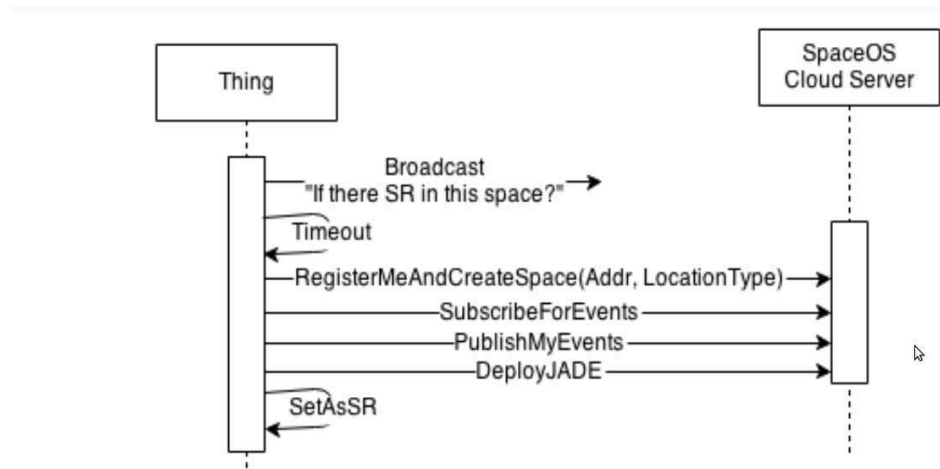 Thing
SpaceOS
Cloud Server
Broadcast
"If there SR in this space?"
Timeout
RegisterMeAndCreateSpace(Addr, LocationType)
SubscribeForEvents
PublishMyEvents
DeployJADE
SetAsSR